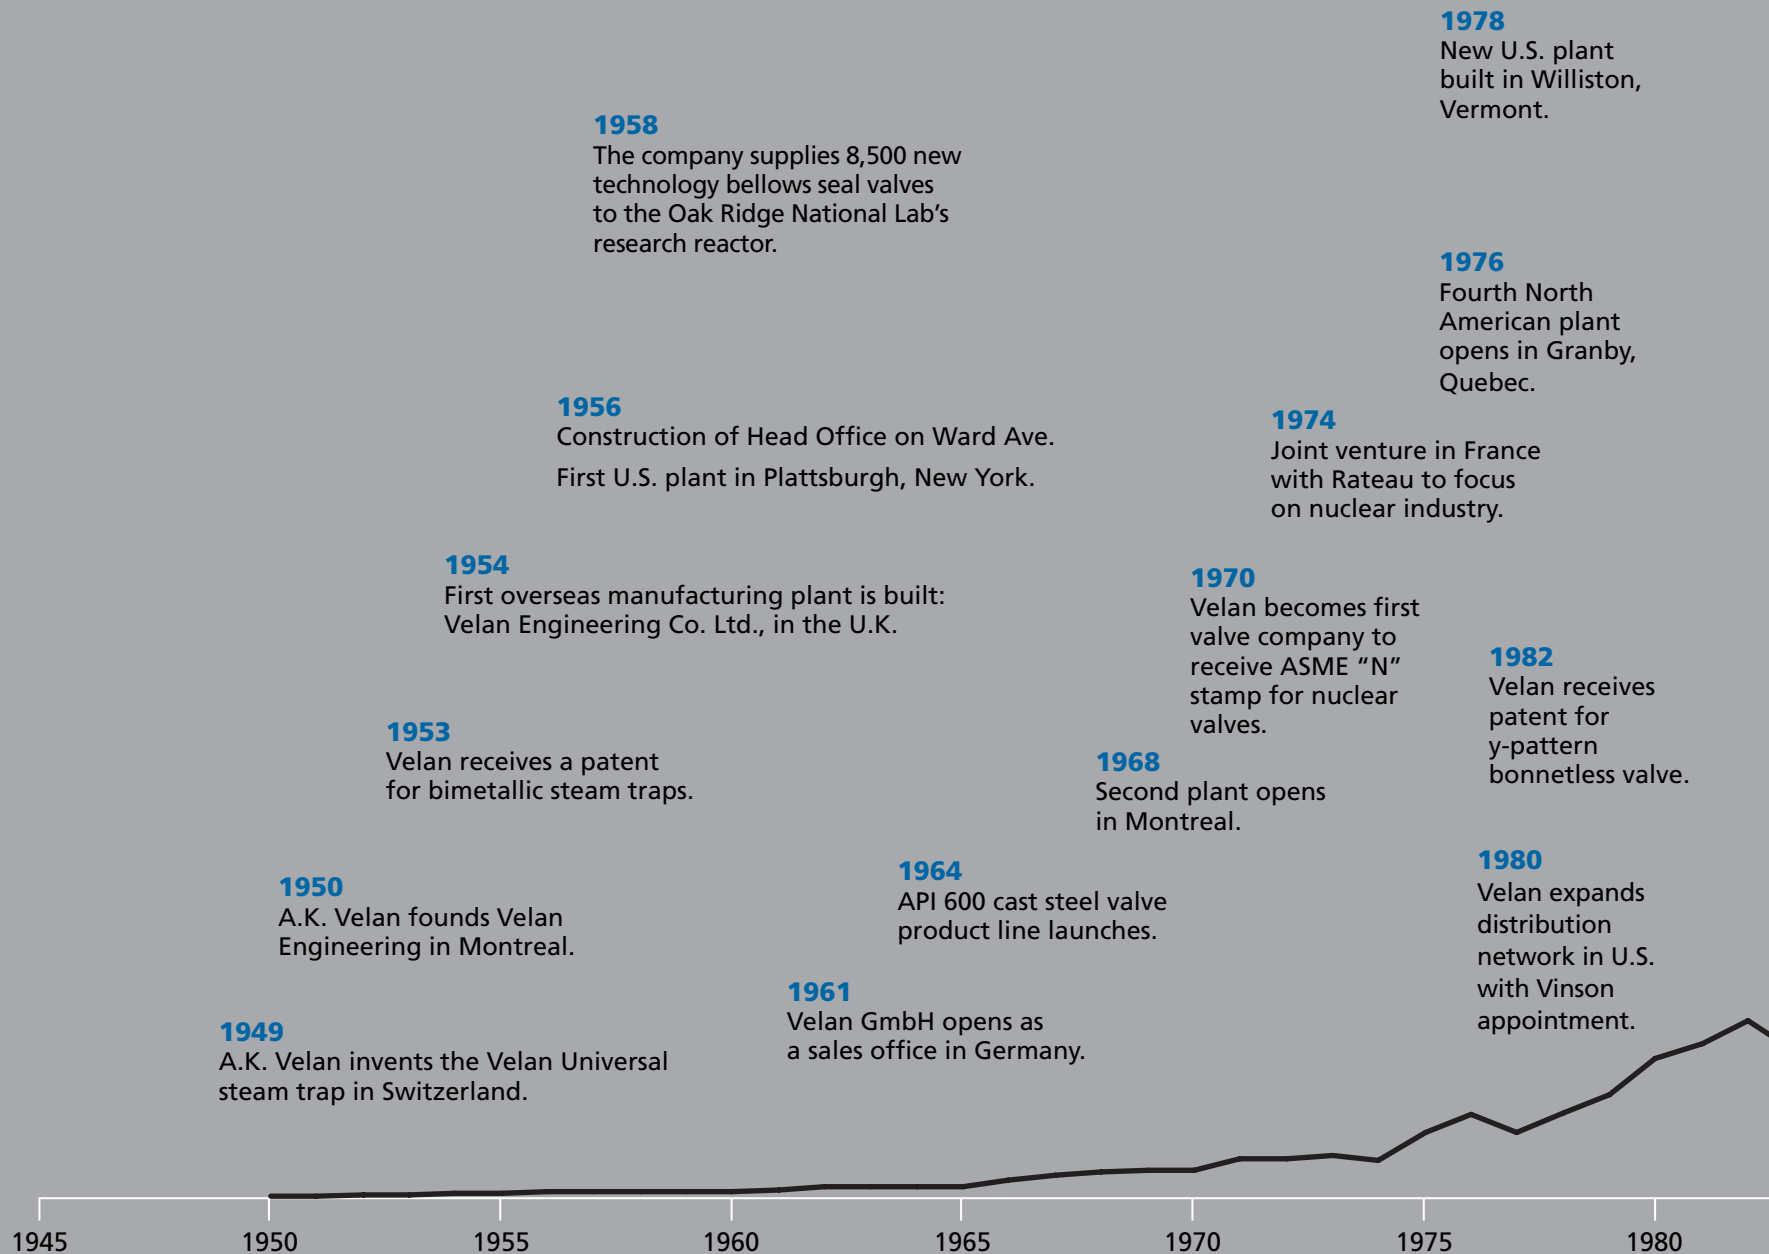 1949
A.K. Velan invents the Velan Universal
steam trap in Switzerland.
1950
A.K. Velan founds Velan
Engineering in Montreal.
1953
Velan receives a patent
for bimetallic steam traps.
1954
First overseas manufacturing plant is built:
Velan Engineering Co. Ltd., in the U.K.
1956
Construction of Head Office on Ward Ave.
First U.S. plant in Plattsburgh, New York.
1958
The company supplies 8,500 new
technology bellows seal valves
to the Oak Ridge National Lab’s
research reactor.
1961
Velan GmbH opens as
a sales office in Germany.
1964
API 600 cast steel valve
product line launches.
1968
Second plant opens
in Montreal.
1970
Velan becomes first
valve company to
receive ASME “N”
stamp for nuclear
valves.
1974
Joint venture in France
with Rateau to focus
on nuclear industry.
1976
Fourth North
American plant
opens in Granby,
Quebec.
1978
New U.S. plant
built in Williston,
Vermont.
1980
Velan expands
distribution
network in U.S.
with Vinson
appointment.
1982
Velan receives
patent for
y-pattern
bonnetless valve.
1945 1950 1955 1960 1965 1970 1975 1980